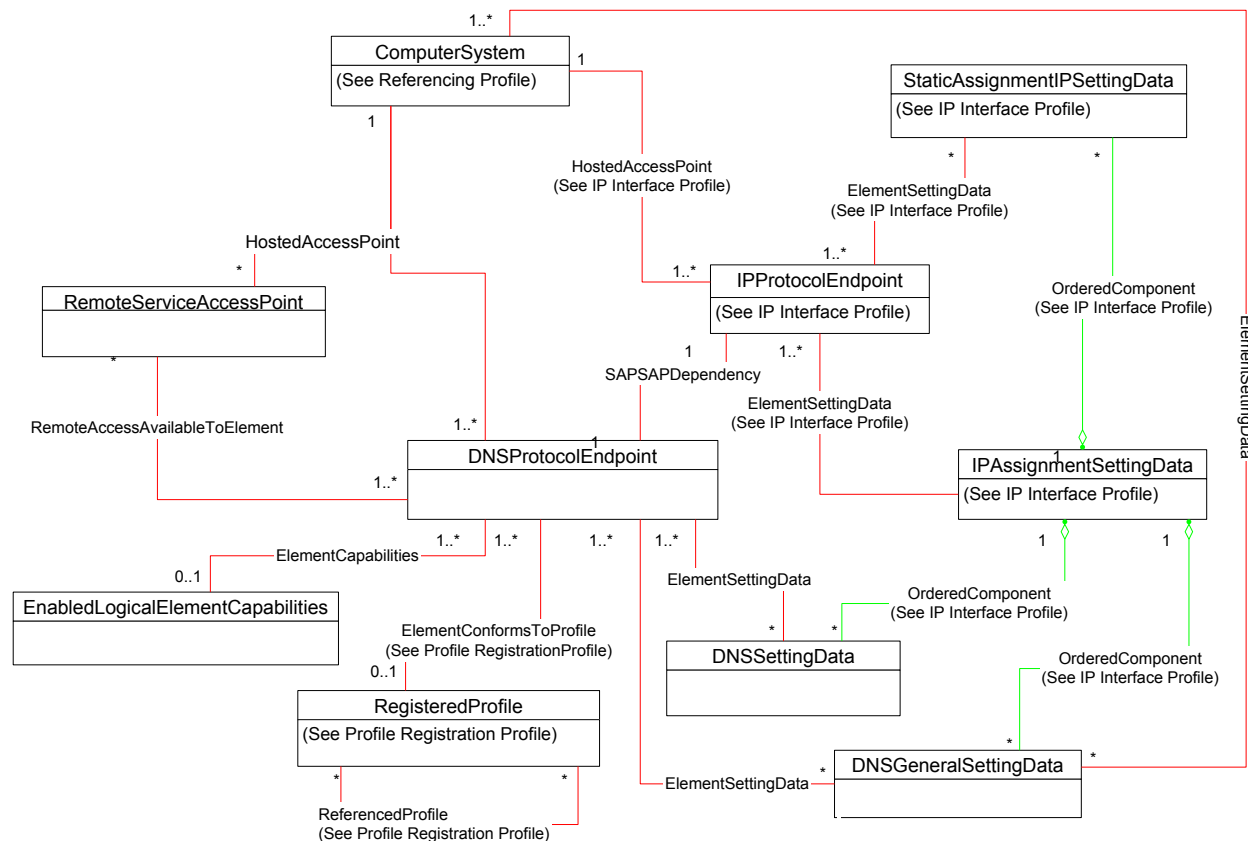 1..*
*
ComputerSystem
(See Referencing Profile)
1
1
StaticAssignmentIPSettingData
(See IP Interface Profile)
*
*
HostedAccessPoint
(See IP Interface Profile)
ElementSettingData
(See IP Interface Profile)
HostedAccessPoint
*
1..*
1..*
RemoteServiceAccessPoint
*
*
IPProtocolEndpoint
(See IP Interface Profile)
1
1..*
OrderedComponent
(See IP Interface Profile)
ElementSettingData
SAPSAPDependency
ElementSettingData
(See IP Interface Profile)
RemoteAccessAvailableToElement
1..*
1
1..*
DNSProtocolEndpoint
1
IPAssignmentSettingData
(See IP Interface Profile)
1..*
1..*
1..*
1..*
1
1
ElementCapabilities
0..1
EnabledLogicalElementCapabilities
ElementSettingData
*
OrderedComponent
(See IP Interface Profile)
*
ElementConformsToProfile
(See Profile RegistrationProfile)
0..1
DNSSettingData
OrderedComponent
(See IP Interface Profile)
*
*
RegisteredProfile
(See Profile Registration Profile)
*
*
ReferencedProfile
(See Profile Registration Profile)
ElementSettingData
*
DNSGeneralSettingData